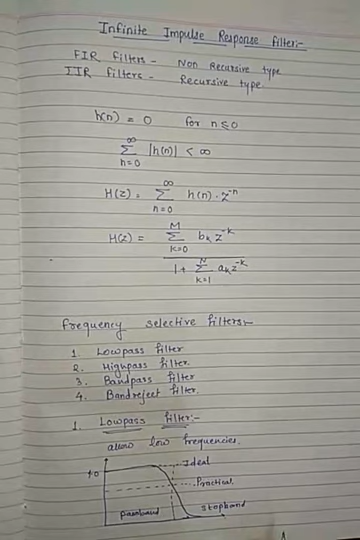 Infinite Impulse Response filter:-
FIR filters - Non Recursive type
IIR filters - Recursive type.
h(n) = 0 for n ≤ 0
∞
Σ |h(n)| < ∞
n=0
∞
H(z) = Σ h(n) . z^-n
n=0
M
H(z) = Σ bk z^-k
k=0
1 + N Σ k=1 ak z^-k
frequency selective filters:-
1. Lowpass filter
2. Highpass filter.
3. Bandpass filter
4. Bandreject filter.
1. Lowpass filter:-
allows low frequencies.
Ideal
Practical.
passband stopband